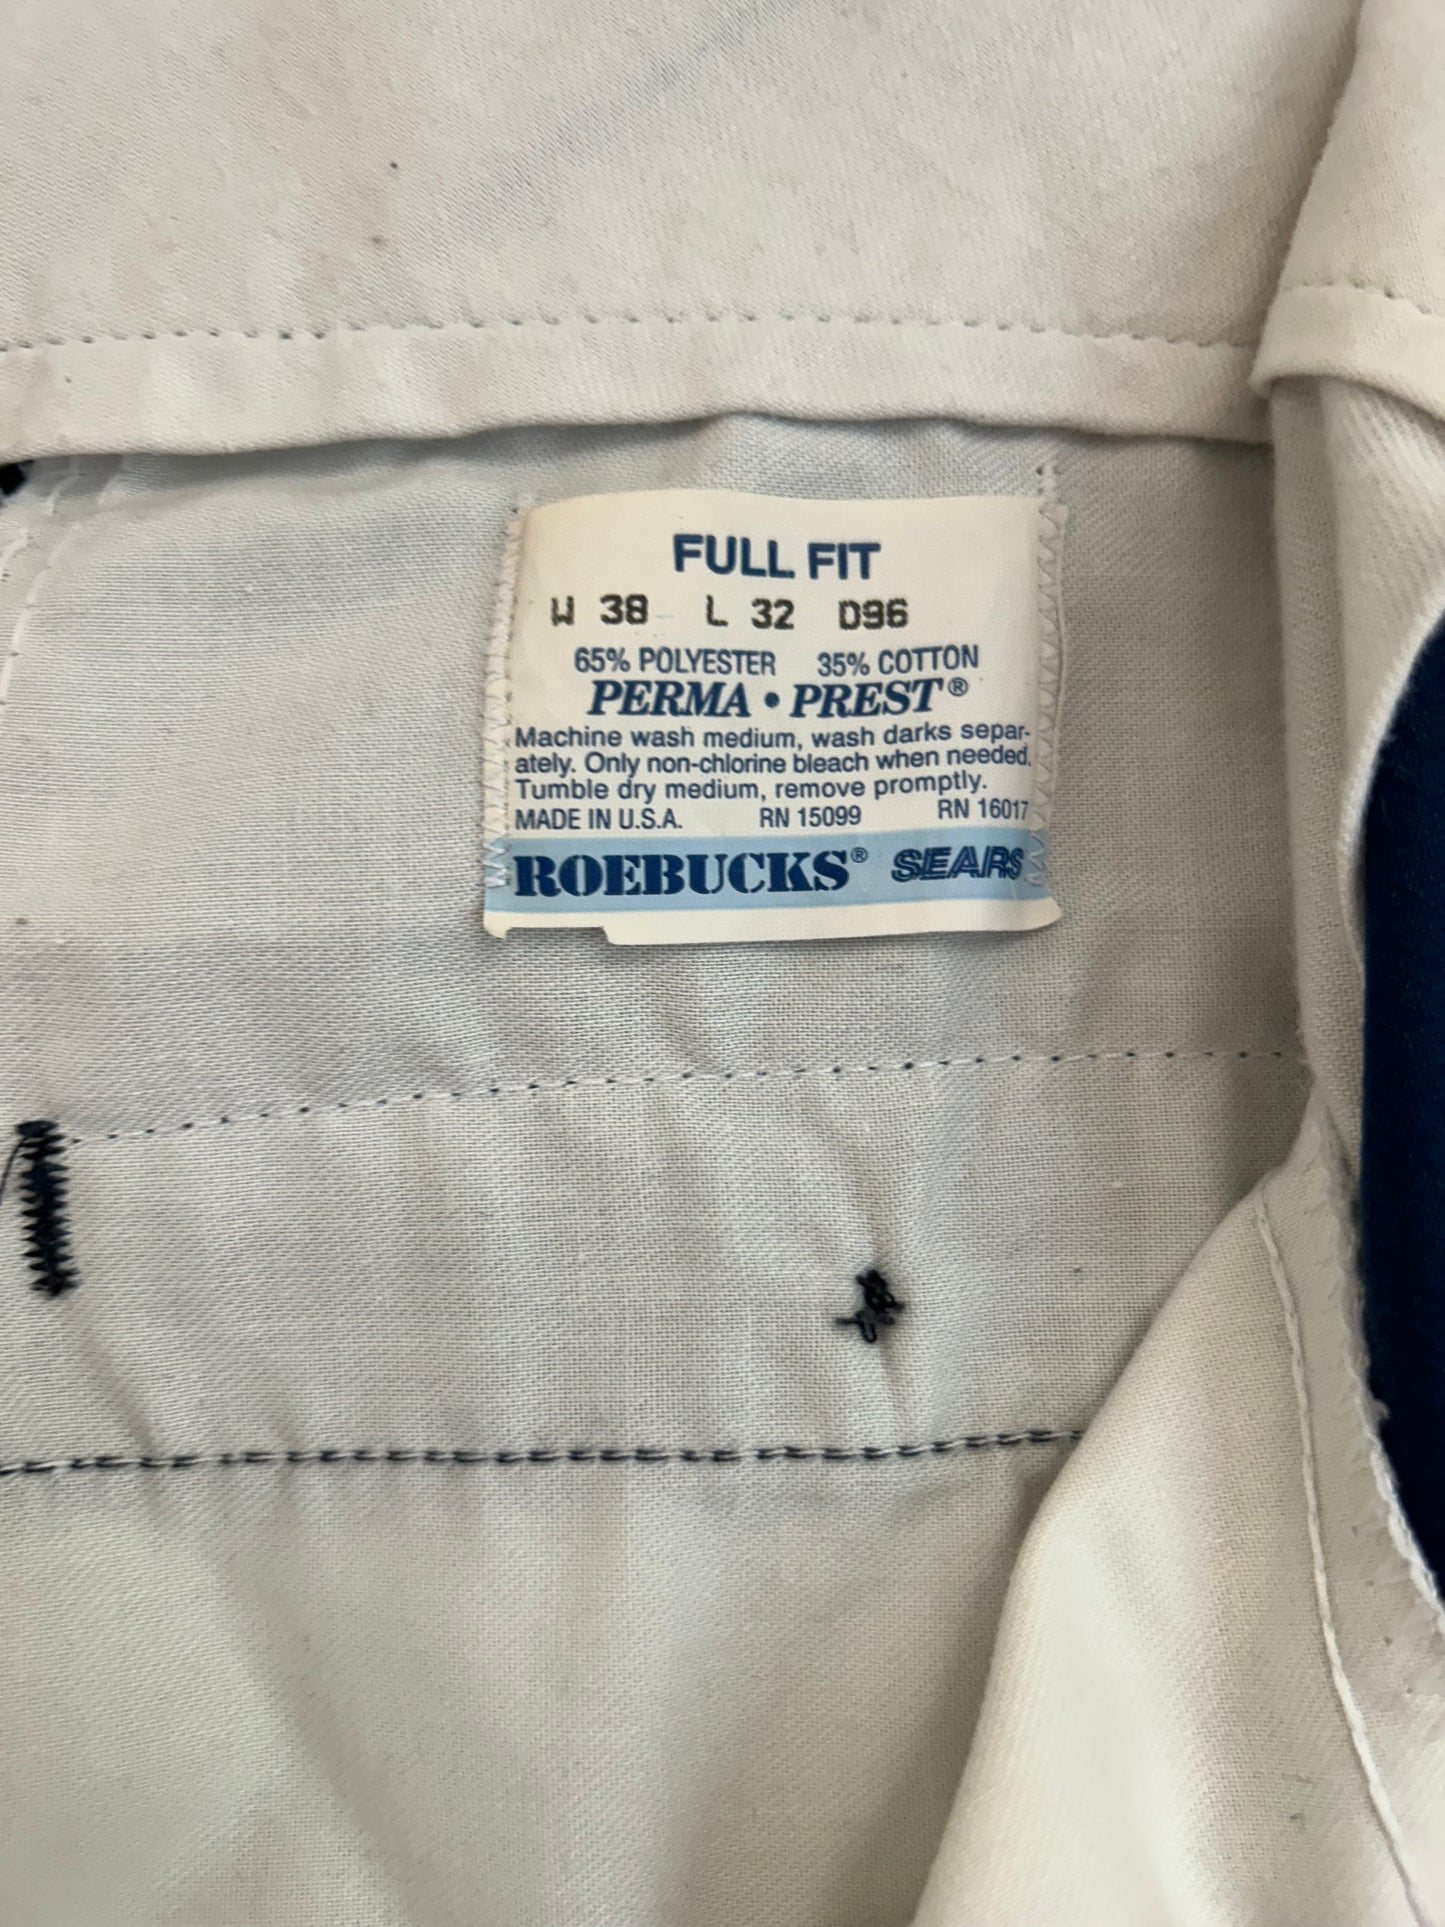 FULL FIT
W 38 L 32 D96
65% POLYESTER 35% COTTON
PERMA • PREST®
Machine wash medium, wash darks separ-
ately. Only non-chlorine bleach when needed.
Tumble dry medium, remove promptly.
MADE IN U.S.A. RN 15099 RN 16017
ROEBUCKS® SEARS